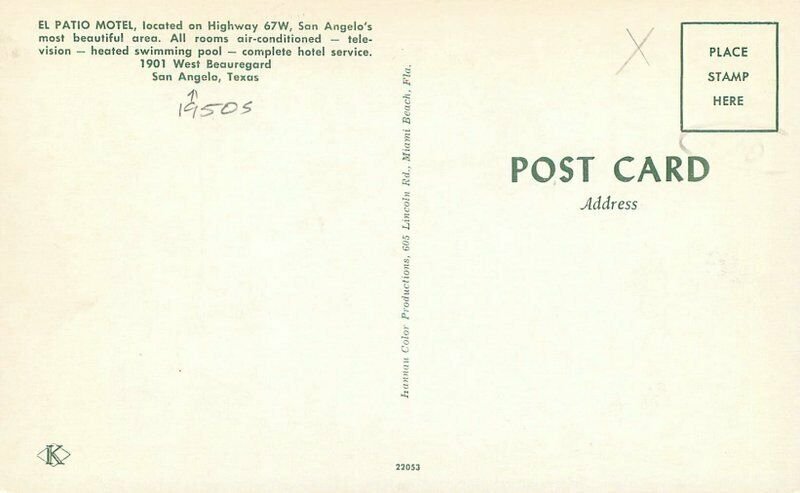 EL PATIO MOTEL, located on Highway 67W, San Angelo's
most beautiful area. All rooms air-conditioned — tele-
vision — heated swimming pool — complete hotel service.
1901 West Beauregard
San Angelo, Texas
1950s
Hannau Color Productions, 605 Lincoln Rd., Miami Beach, Fla.
X
PLACE
STAMP
HERE
POST CARD
Address
K
22053